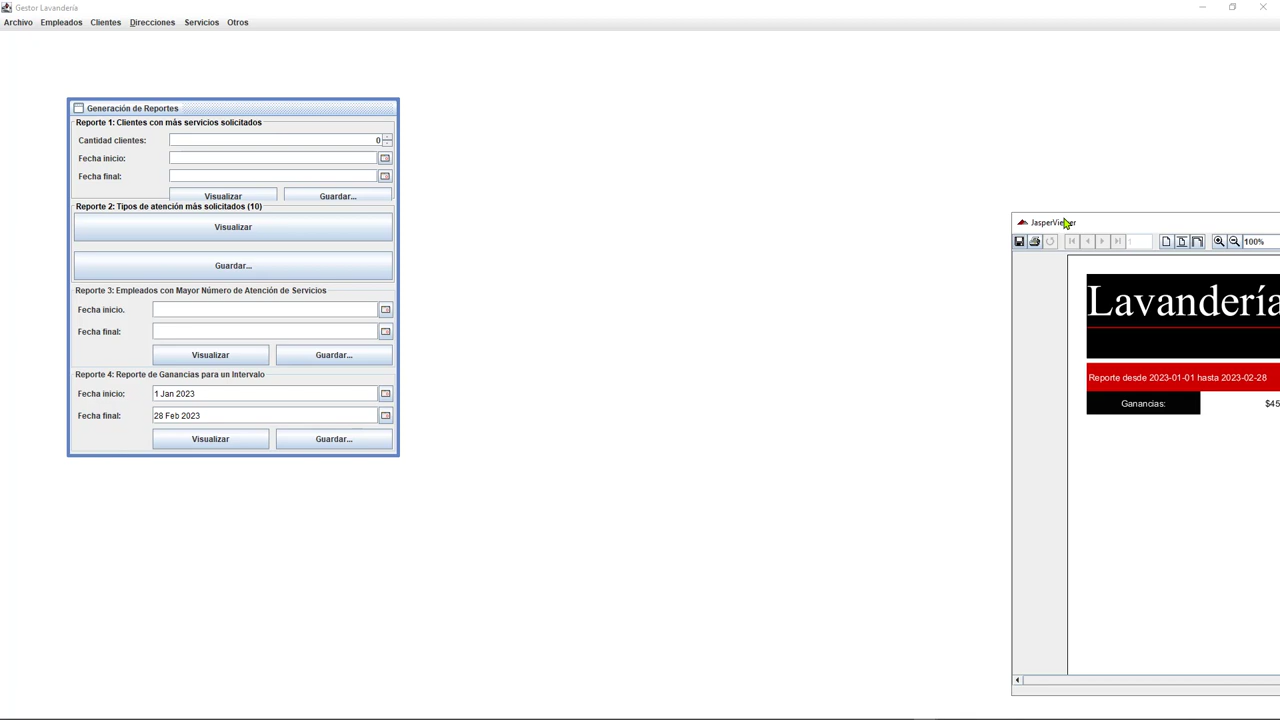 Gestor Lavandería
Archivo Empleados Clientes Direcciones Servicios Otros
Generación de Reportes
Reporte 1: Clientes con más servicios solicitados
Cantidad clientes: 0
Fecha inicio:
Fecha final:
Visualizar Guardar...
Reporte 2: Tipos de atención más solicitados (10)
Visualizar
Guardar...
Reporte 3: Empleados con Mayor Número de Atención de Servicios
Fecha inicio.
Fecha final:
Visualizar Guardar...
Reporte 4: Reporte de Ganancias para un Intervalo
Fecha inicio: 1 Jan 2023
Fecha final: 28 Feb 2023
Visualizar Guardar...
JasperViewer
1 100%
Lavandería
Reporte desde 2023-01-01 hasta 2023-02-28
Ganancias: $45